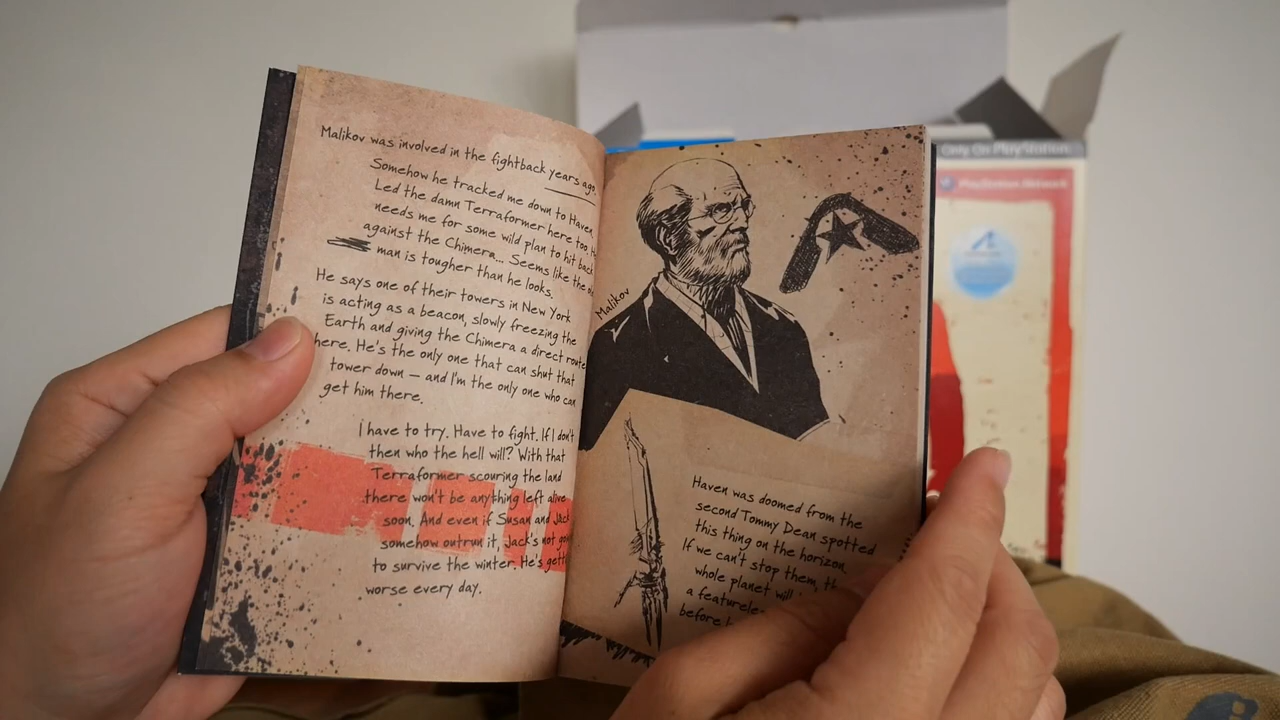 Malikov was involved in the fightback years ago.
Somehow he tracked me down to Haven.
Led the damn Terraformer here too.
needs me for some wild plan to hit back
against the Chimera... Seems like the
man is tougher than he looks.
He says one of their towers in New York
is acting as a beacon, slowly freezing the
Earth and giving the Chimera a direct route
here. He's the only one that can shut that
tower down — and I'm the only one who can
get him there.
I have to try. Have to fight. If I don't
then who the hell will? With that
Terraformer scouring the land
there won't be anything left alive
soon. And even if Susan and Jack
somehow outrun it, Jack's not
to survive the winter. He's
worse every day.
Malikov
Haven was doomed from the
second Tommy Dean spotted
this thing on the horizon.
If we can't stop them,
whole planet will
a
before
Only On PlayStation
PlayStation Network